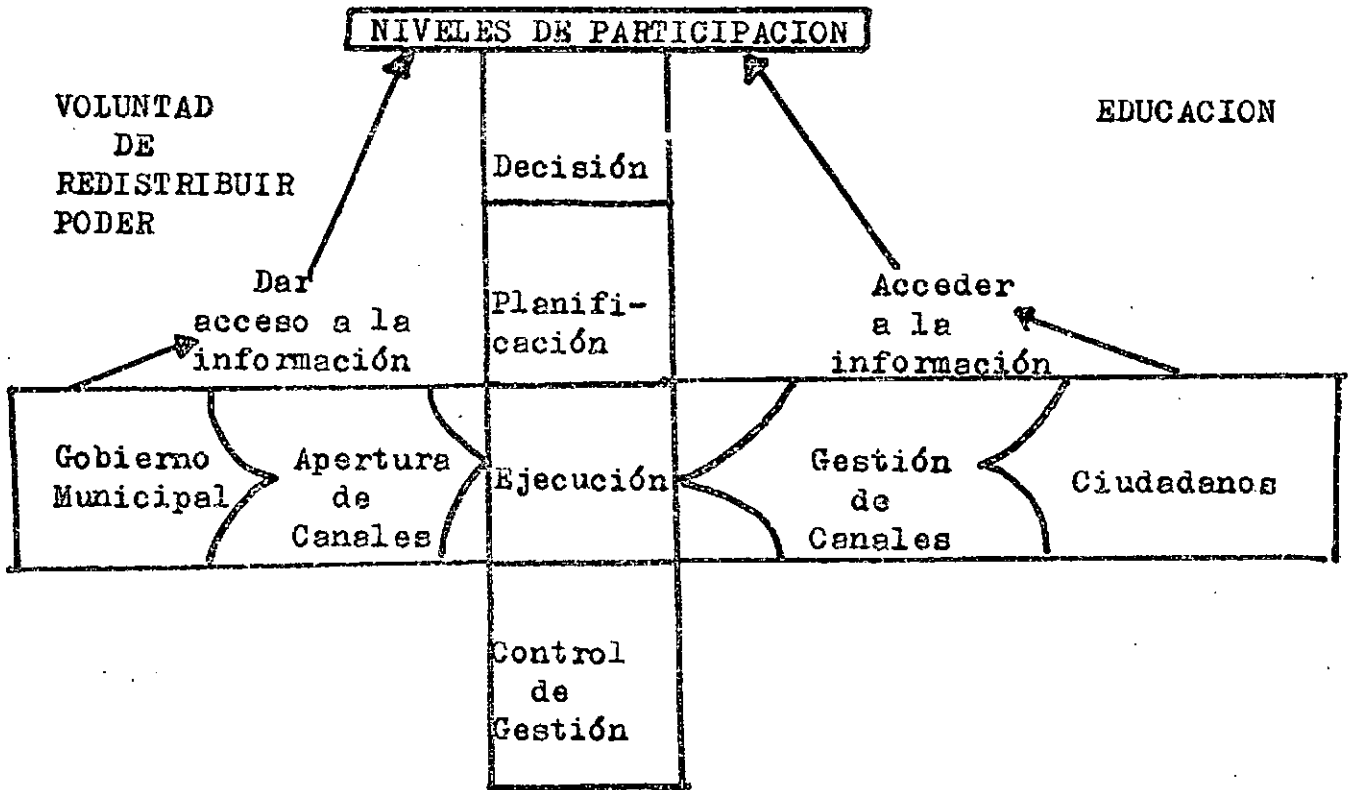 NIVELES DE PARTICIPACION
VOLUNTAD
DE
REDISTRIBUIR
PODER
EDUCACION
Decisión
Dar
acceso a la
información
Planifi-
cación
Acceder
a la
información
Gobierno
Municipal
Apertura
de
Canales
Ejecución
Gestión
de
Canales
Ciudadanos
Control
de
Gestión